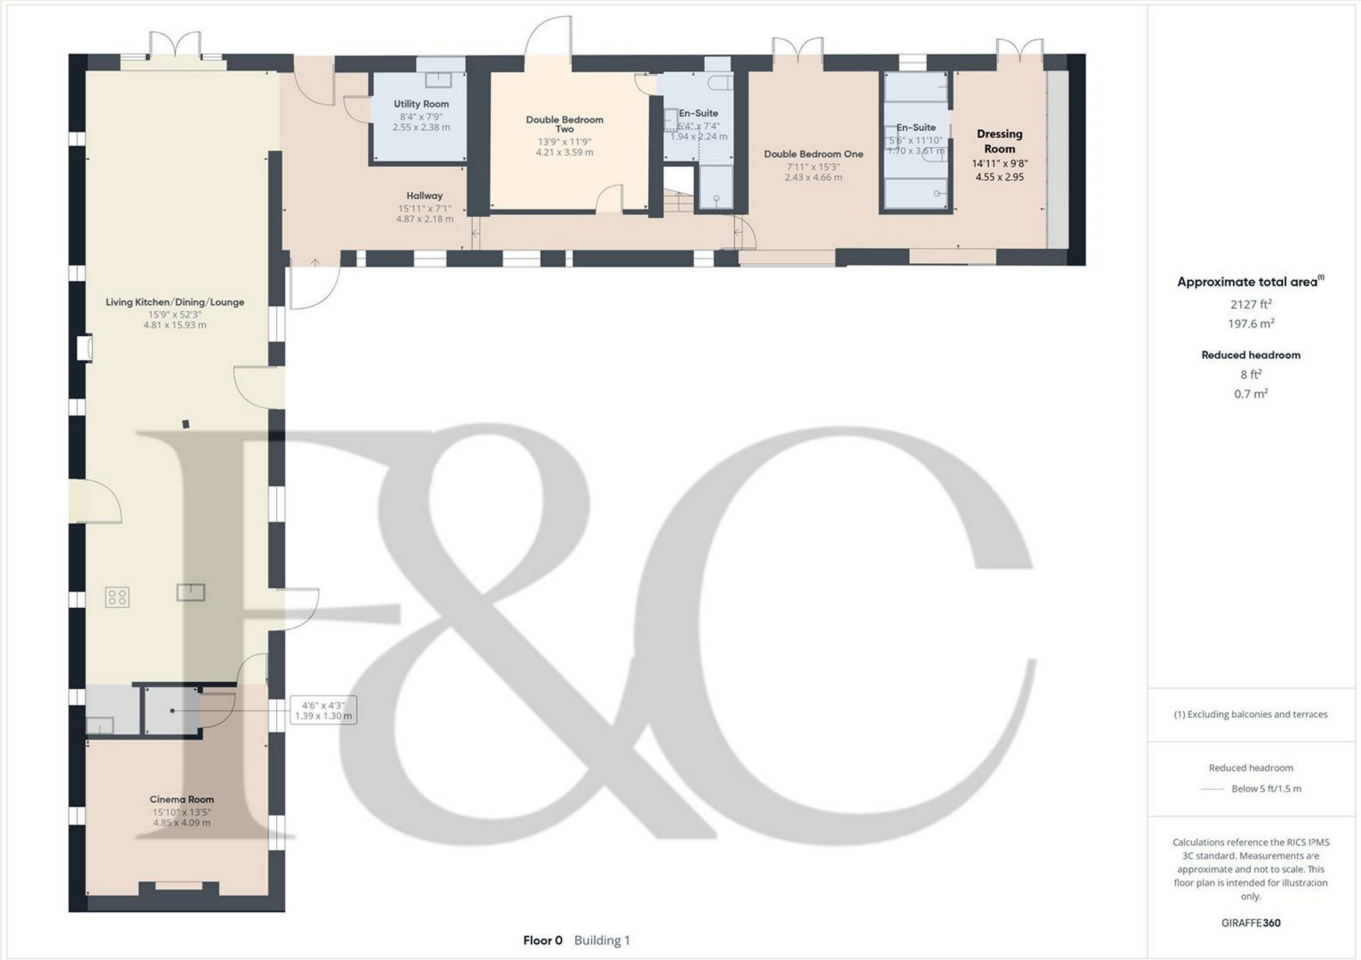 Utility Room
8'4" x 7'9"
2.55 x 2.38 m
Hallway
15'11" x 7'1"
4.87 x 2.18 m
Double Bedroom
Two
13'9" x 11'9"
4.21 x 3.59 m
En-Suite
6'4" x 7'4"
1.94 x 2.24 m
Double Bedroom One
7'11" x 15'3"
2.43 x 4.66 m
En-Suite
5'6" x 11'10"
1.70 x 3.61 m
Dressing
Room
14'11" x 9'8"
4.55 x 2.95
Living Kitchen/Dining/Lounge
15'9" x 52'3"
4.81 x 15.93 m
4'6" x 4'3"
1.39 x 1.30 m
Cinema Room
15'10" x 13'5"
4.85 x 4.09 m
F&C
Floor 0 Building 1
Approximate total area(1)
2127 ft²
197.6 m²
Reduced headroom
8 ft²
0.7 m²
(1) Excluding balconies and terraces
Reduced headroom
Below 5 ft/1.5 m
Calculations reference the RICS IPMS
3C standard. Measurements are
approximate and not to scale. This
floor plan is intended for illustration
only.
GIRAFFE360